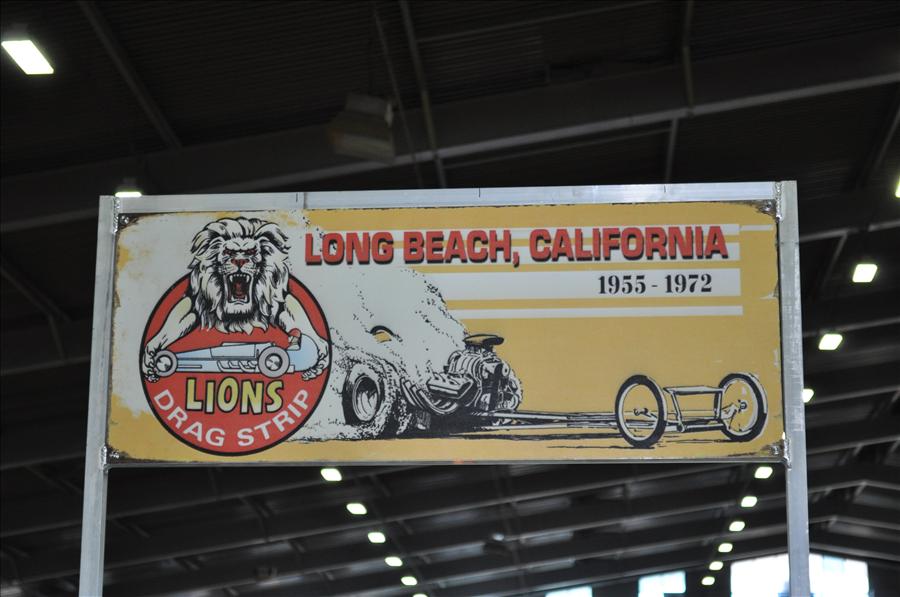 LONG BEACH, CALIFORNIA
1955 - 1972
LIONS
DRAG STRIP